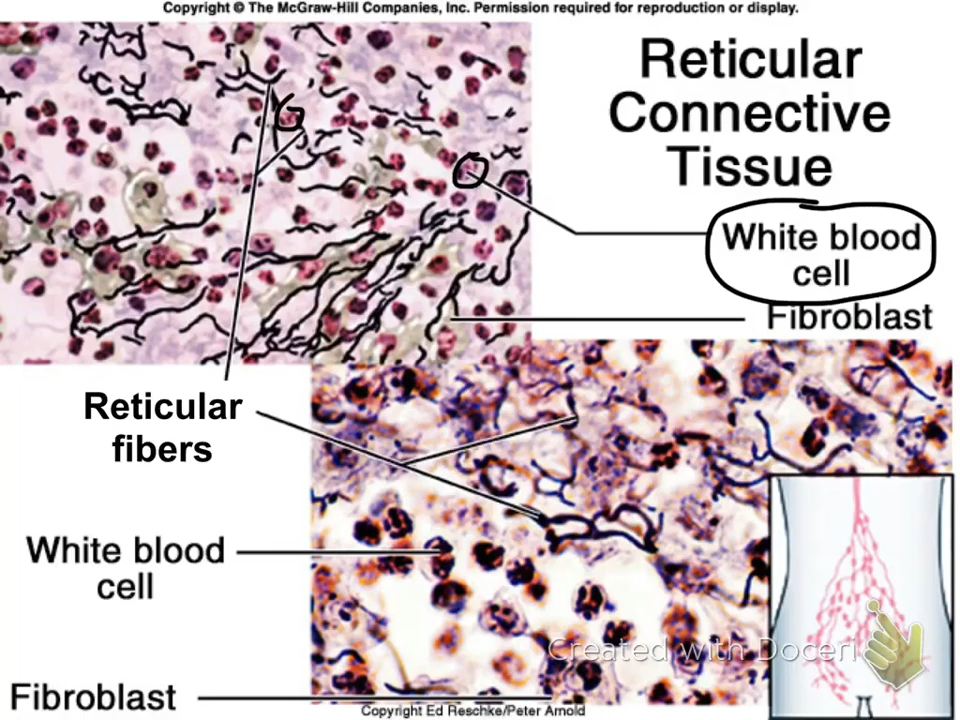 Copyright © The McGraw-Hill Companies, Inc. Permission required for reproduction or display.
Reticular
Connective
Tissue
White blood
cell
Fibroblast
Reticular
fibers
White blood
cell
Fibroblast
Created with Doceri
Copyright Ed Reschke/Peter Arnold